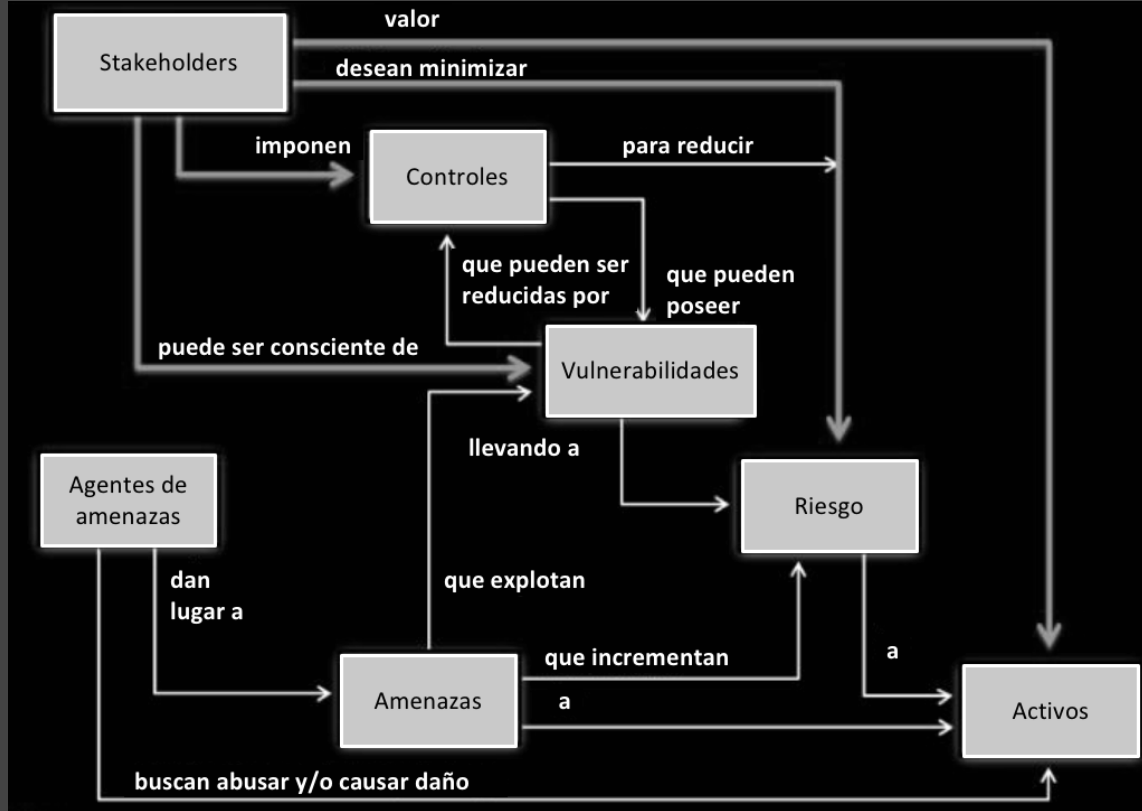 valor
Stakeholders
desean minimizar
imponen
para reducir
Controles
que pueden ser
reducidas por
que pueden
poseer
puede ser consciente de
Vulnerabilidades
llevando a
Agentes de
amenazas
Riesgo
dan
lugar a
que explotan
que incrementan
a
a
Amenazas
Activos
buscan abusar y/o causar daño